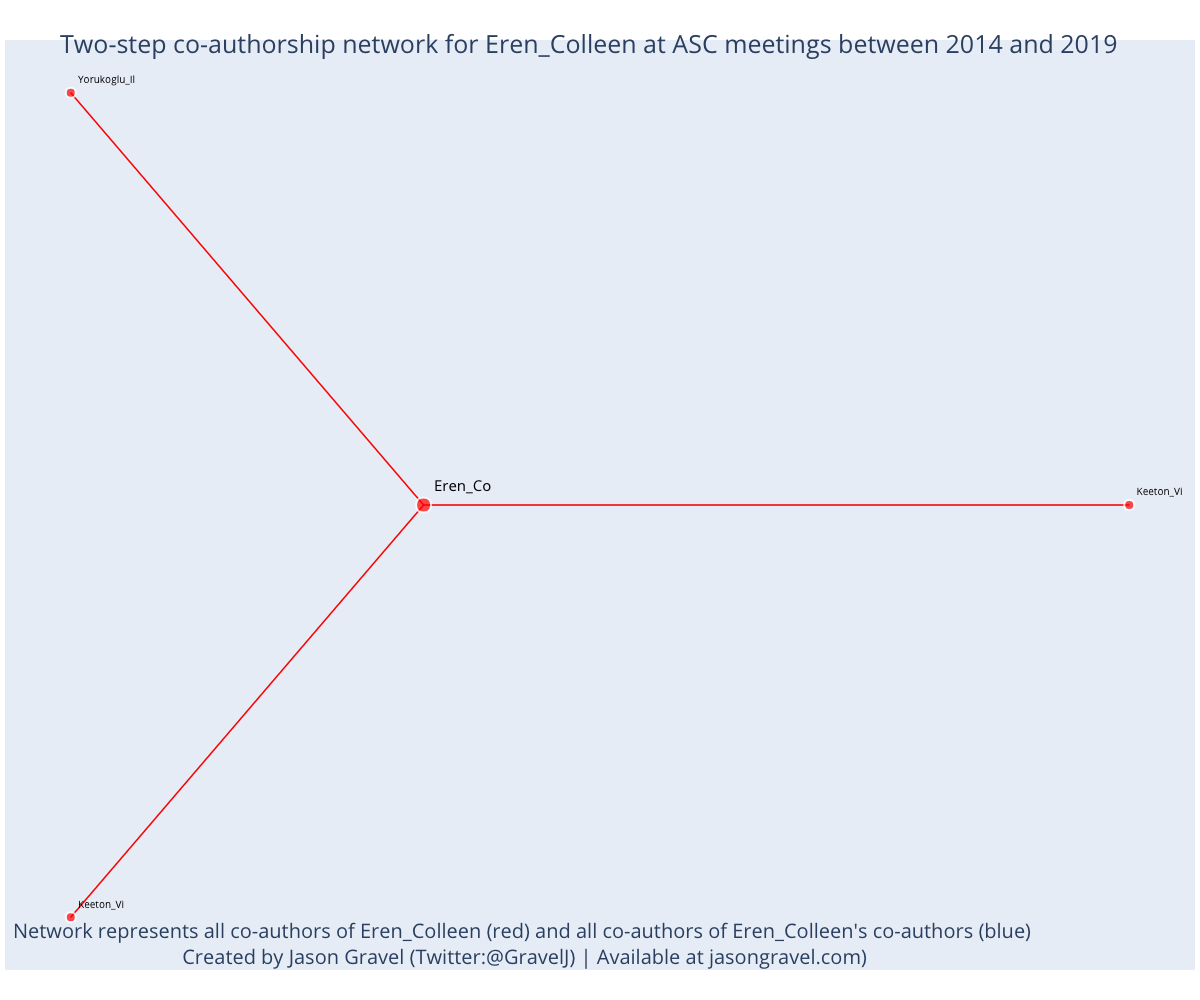 Two-step co-authorship network for Eren_Colleen at ASC meetings between 2014 and 2019
Yorukoglu_Il
Eren_Co
Keeton_Vi
Keeton_Vi
Network represents all co-authors of Eren_Colleen (red) and all co-authors of Eren_Colleen's co-authors (blue)
Created by Jason Gravel (Twitter:@GravelJ) | Available at jasongravel.com)